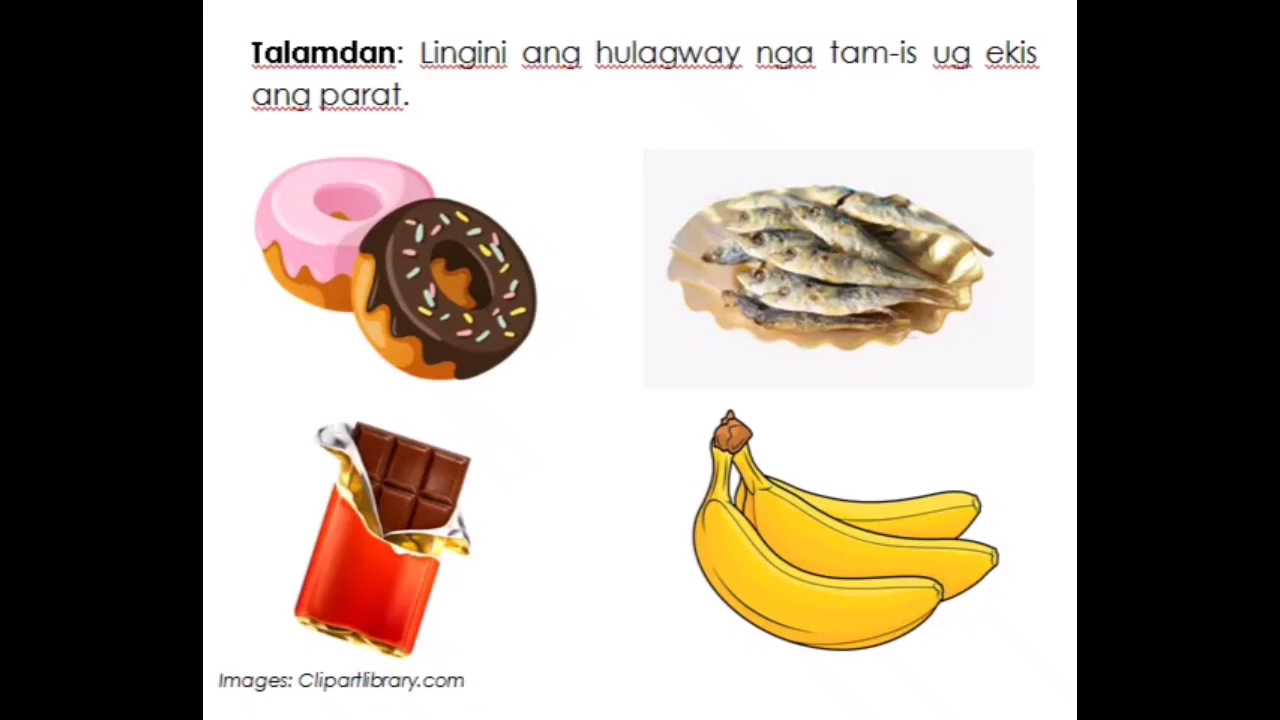 Talamdan: Lingini ang hulagway nga tam-is ug ekis
ang parat.
Images: Clipartlibrary.com